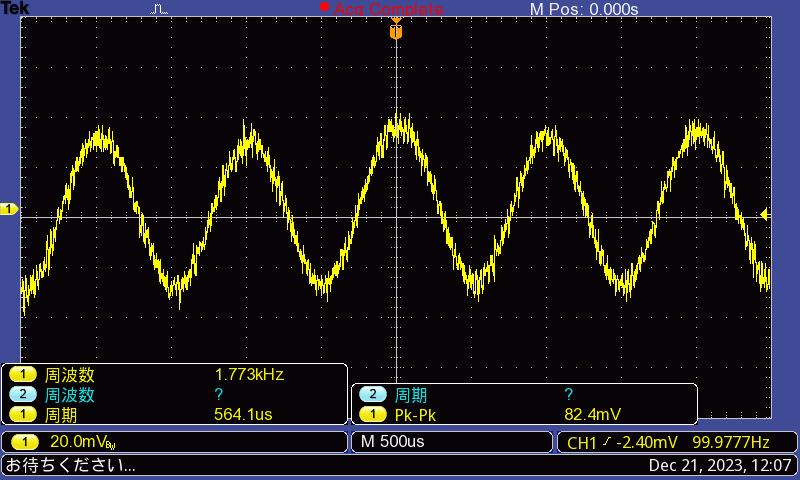 Tek Acq Complete M Pos: 0.000s
T
1
1 周波数 1.773kHz
2 周波数 ?
1 周期 564.1us
2 周期 ?
1 Pk-Pk 82.4mV
1 20.0mVBW M 500us CH1 -2.40mV 99.9777Hz
お待ちください... Dec 21, 2023, 12:07